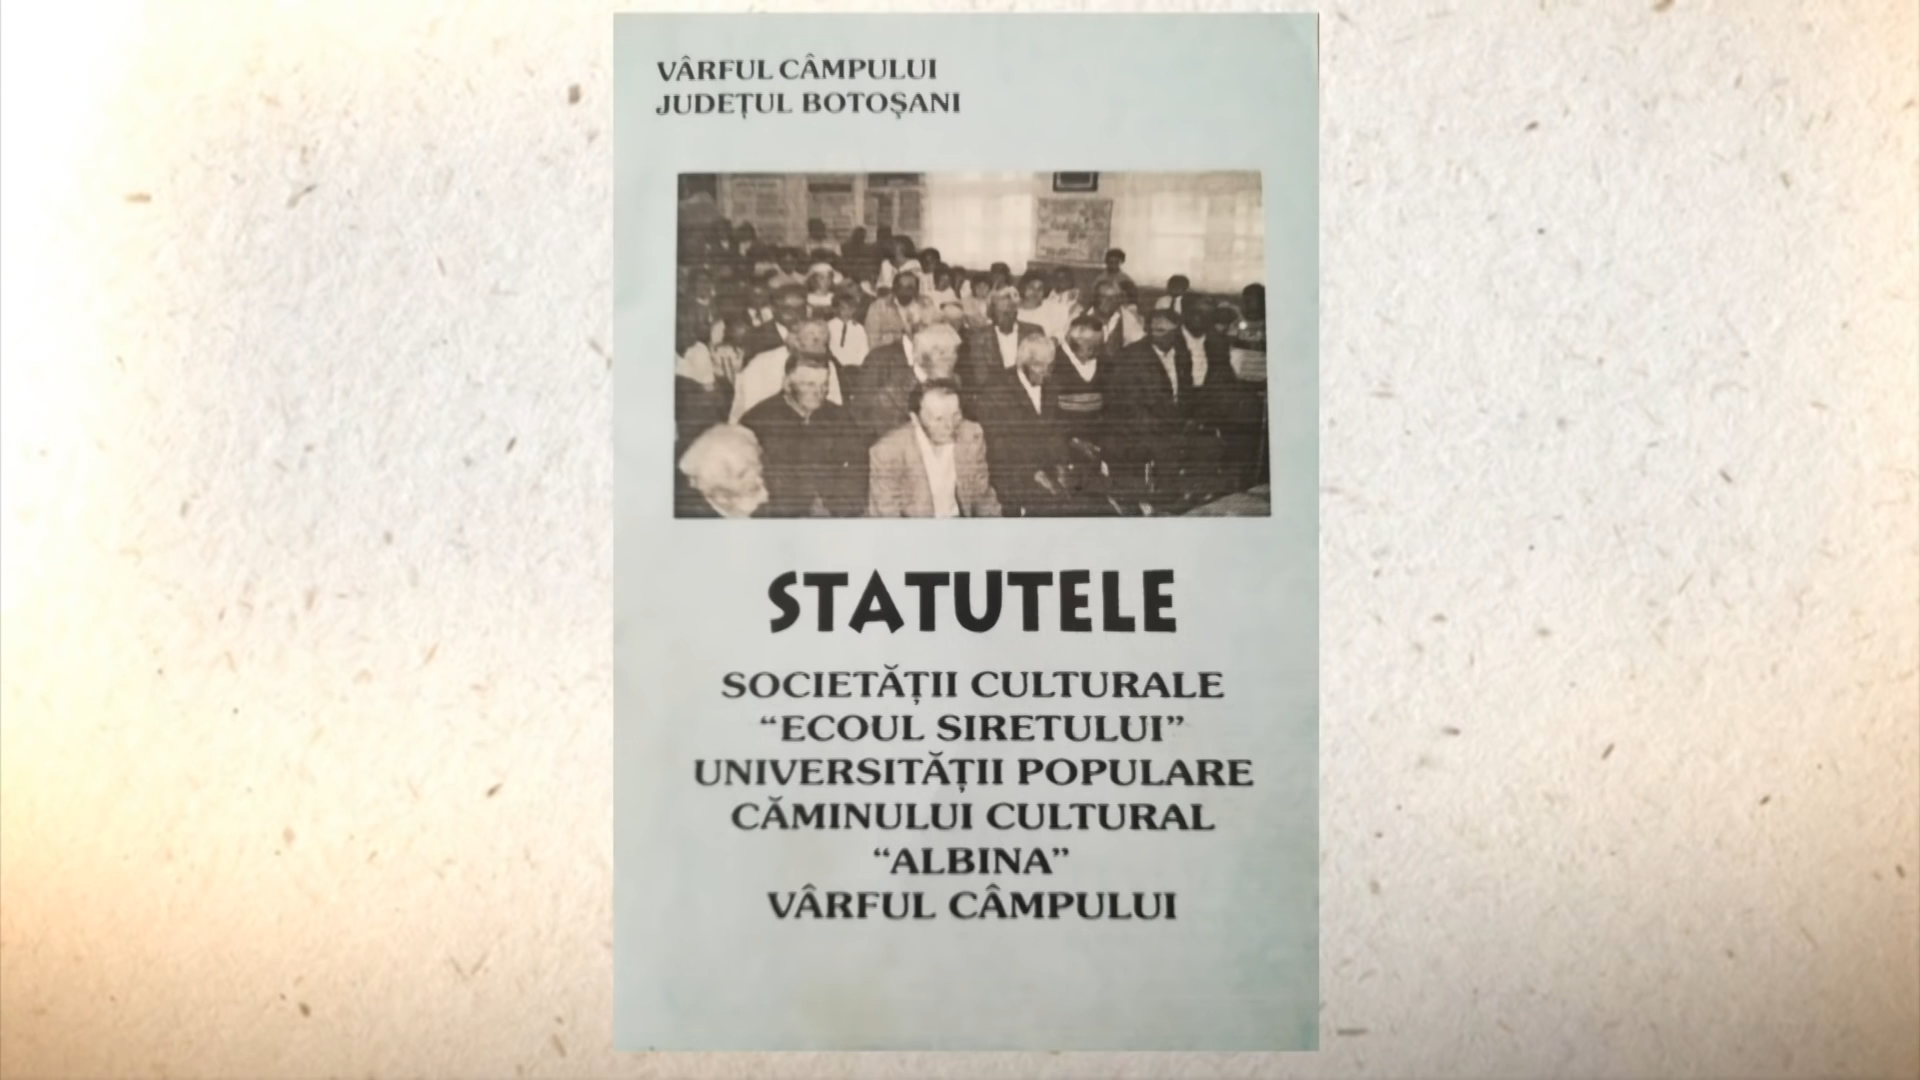 VÂRFUL CÂMPULUI
JUDEȚUL BOTOȘANI
STATUTELE
SOCIETĂȚII CULTURALE
“ECOUL SIRETULUI”
UNIVERSITĂȚII POPULARE
CĂMINULUI CULTURAL
“ALBINA”
VÂRFUL CÂMPULUI